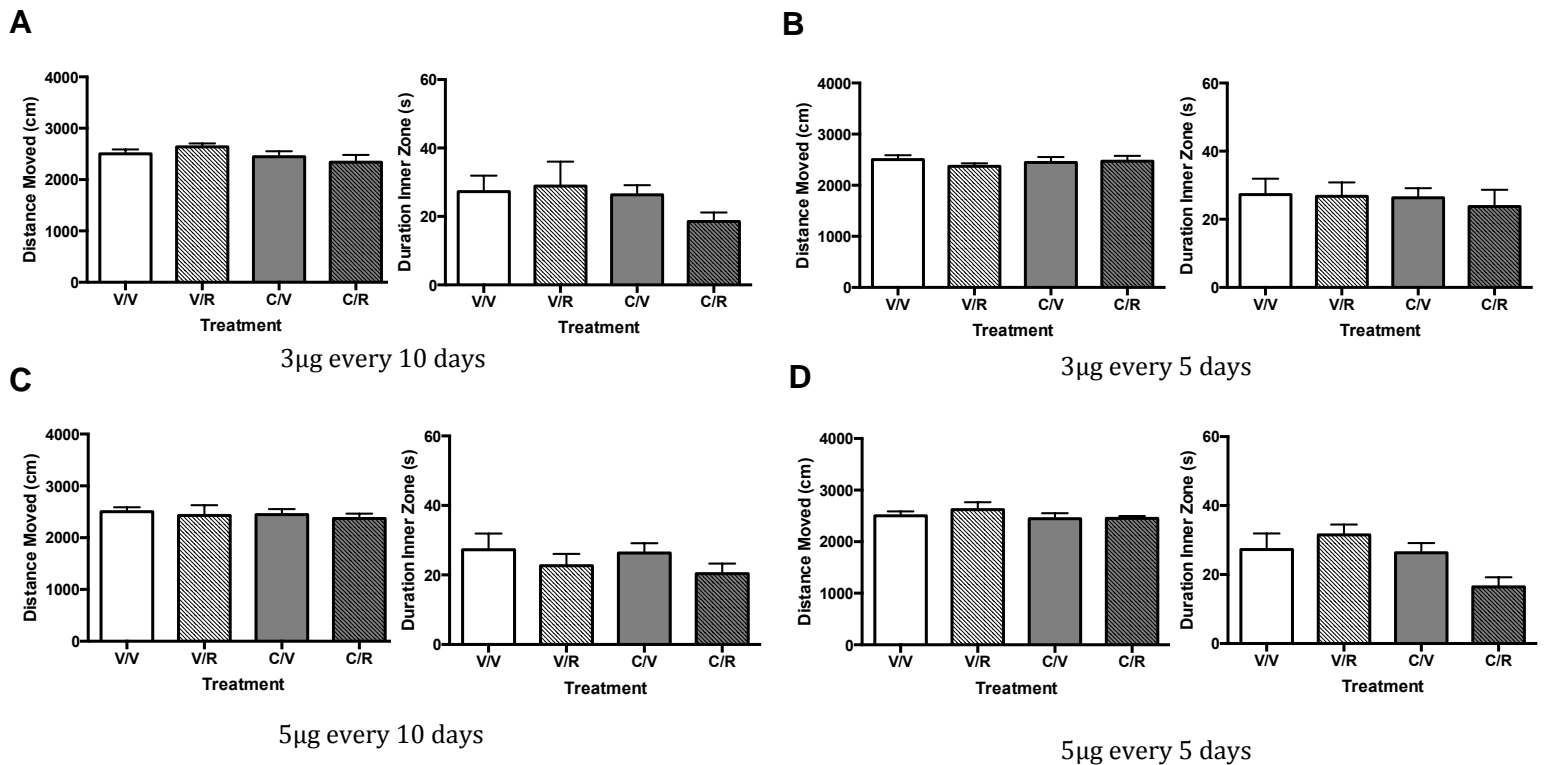 A
Distance Moved (cm)
4000
3000
2000
1000
0
V/V V/R C/V C/R
Treatment
Duration Inner Zone (s)
60
40
20
0
V/V V/R C/V C/R
Treatment
3µg every 10 days
B
Distance Moved (cm)
4000
3000
2000
1000
0
V/V V/R C/V C/R
Treatment
Duration Inner Zone (s)
60
40
20
0
V/V V/R C/V C/R
Treatment
3µg every 5 days
C
Distance Moved (cm)
4000
3000
2000
1000
0
V/V V/R C/V C/R
Treatment
Duration Inner Zone (s)
60
40
20
0
V/V V/R C/V C/R
Treatment
5µg every 10 days
D
Distance Moved (cm)
4000
3000
2000
1000
0
V/V V/R C/V C/R
Treatment
Duration Inner Zone (s)
60
40
20
0
V/V V/R C/V C/R
Treatment
5µg every 5 days